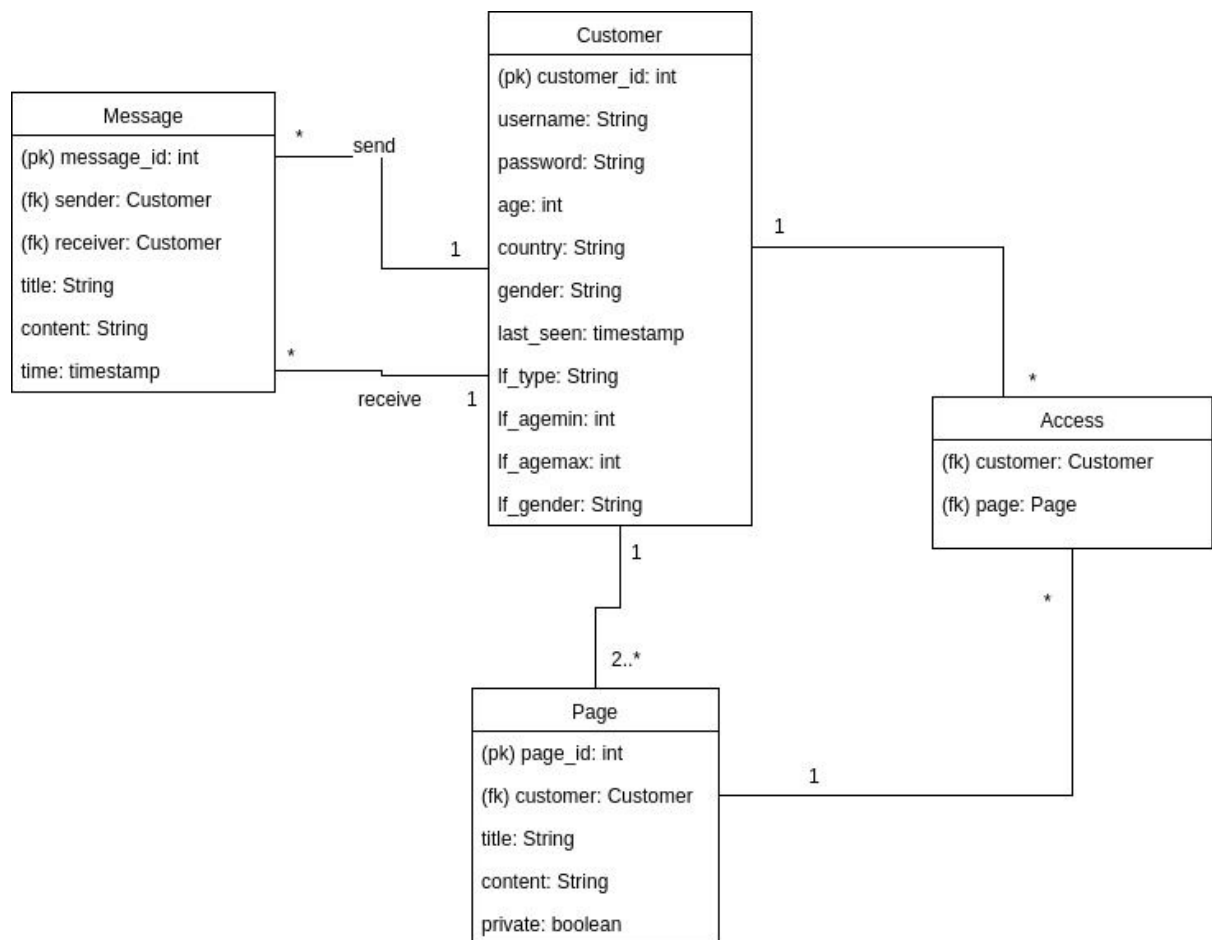 Customer
(pk) customer_id: int
username: String
password: String
age: int
country: String
gender: String
last_seen: timestamp
lf_type: String
lf_agemin: int
lf_agemax: int
lf_gender: String
Message
(pk) message_id: int
(fk) sender: Customer
(fk) receiver: Customer
title: String
content: String
time: timestamp
*
send
1
*
receive
1
1
*
Access
(fk) customer: Customer
(fk) page: Page
*
1
1
2..*
Page
(pk) page_id: int
(fk) customer: Customer
title: String
content: String
private: boolean